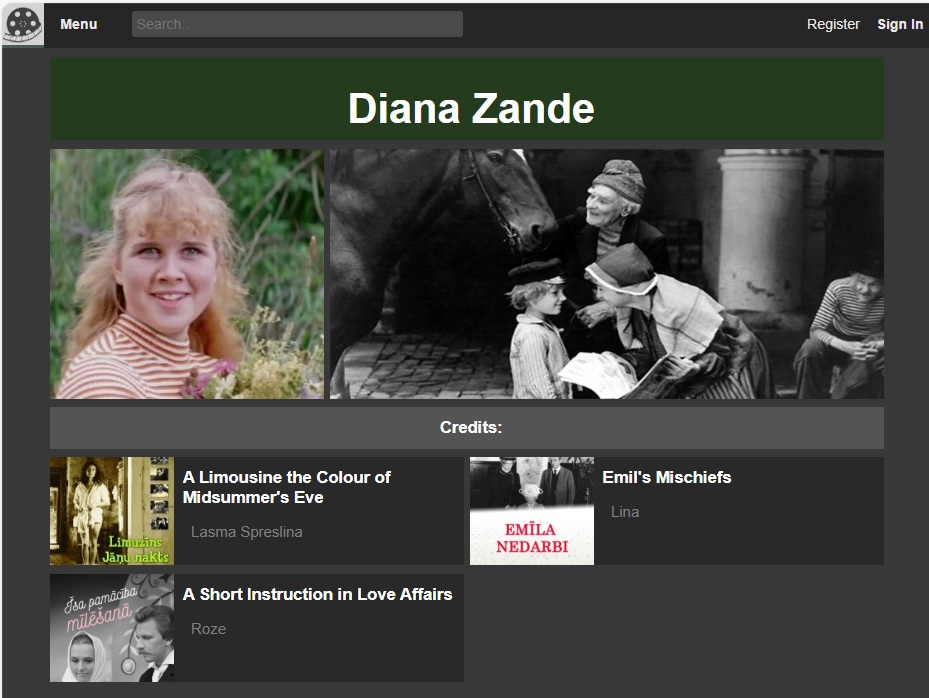 Menu
Search..
Register
Sign In
Diana Zande
Credits:
A Limousine the Colour of
Midsummer's Eve
Lasma Spreslina
Limuzīns
Jāņu nakts
Emil's Mischiefs
Lina
EMĪLA
NEDARBI
A Short Instruction in Love Affairs
Roze
Īsa pamācība
mīlēšanā